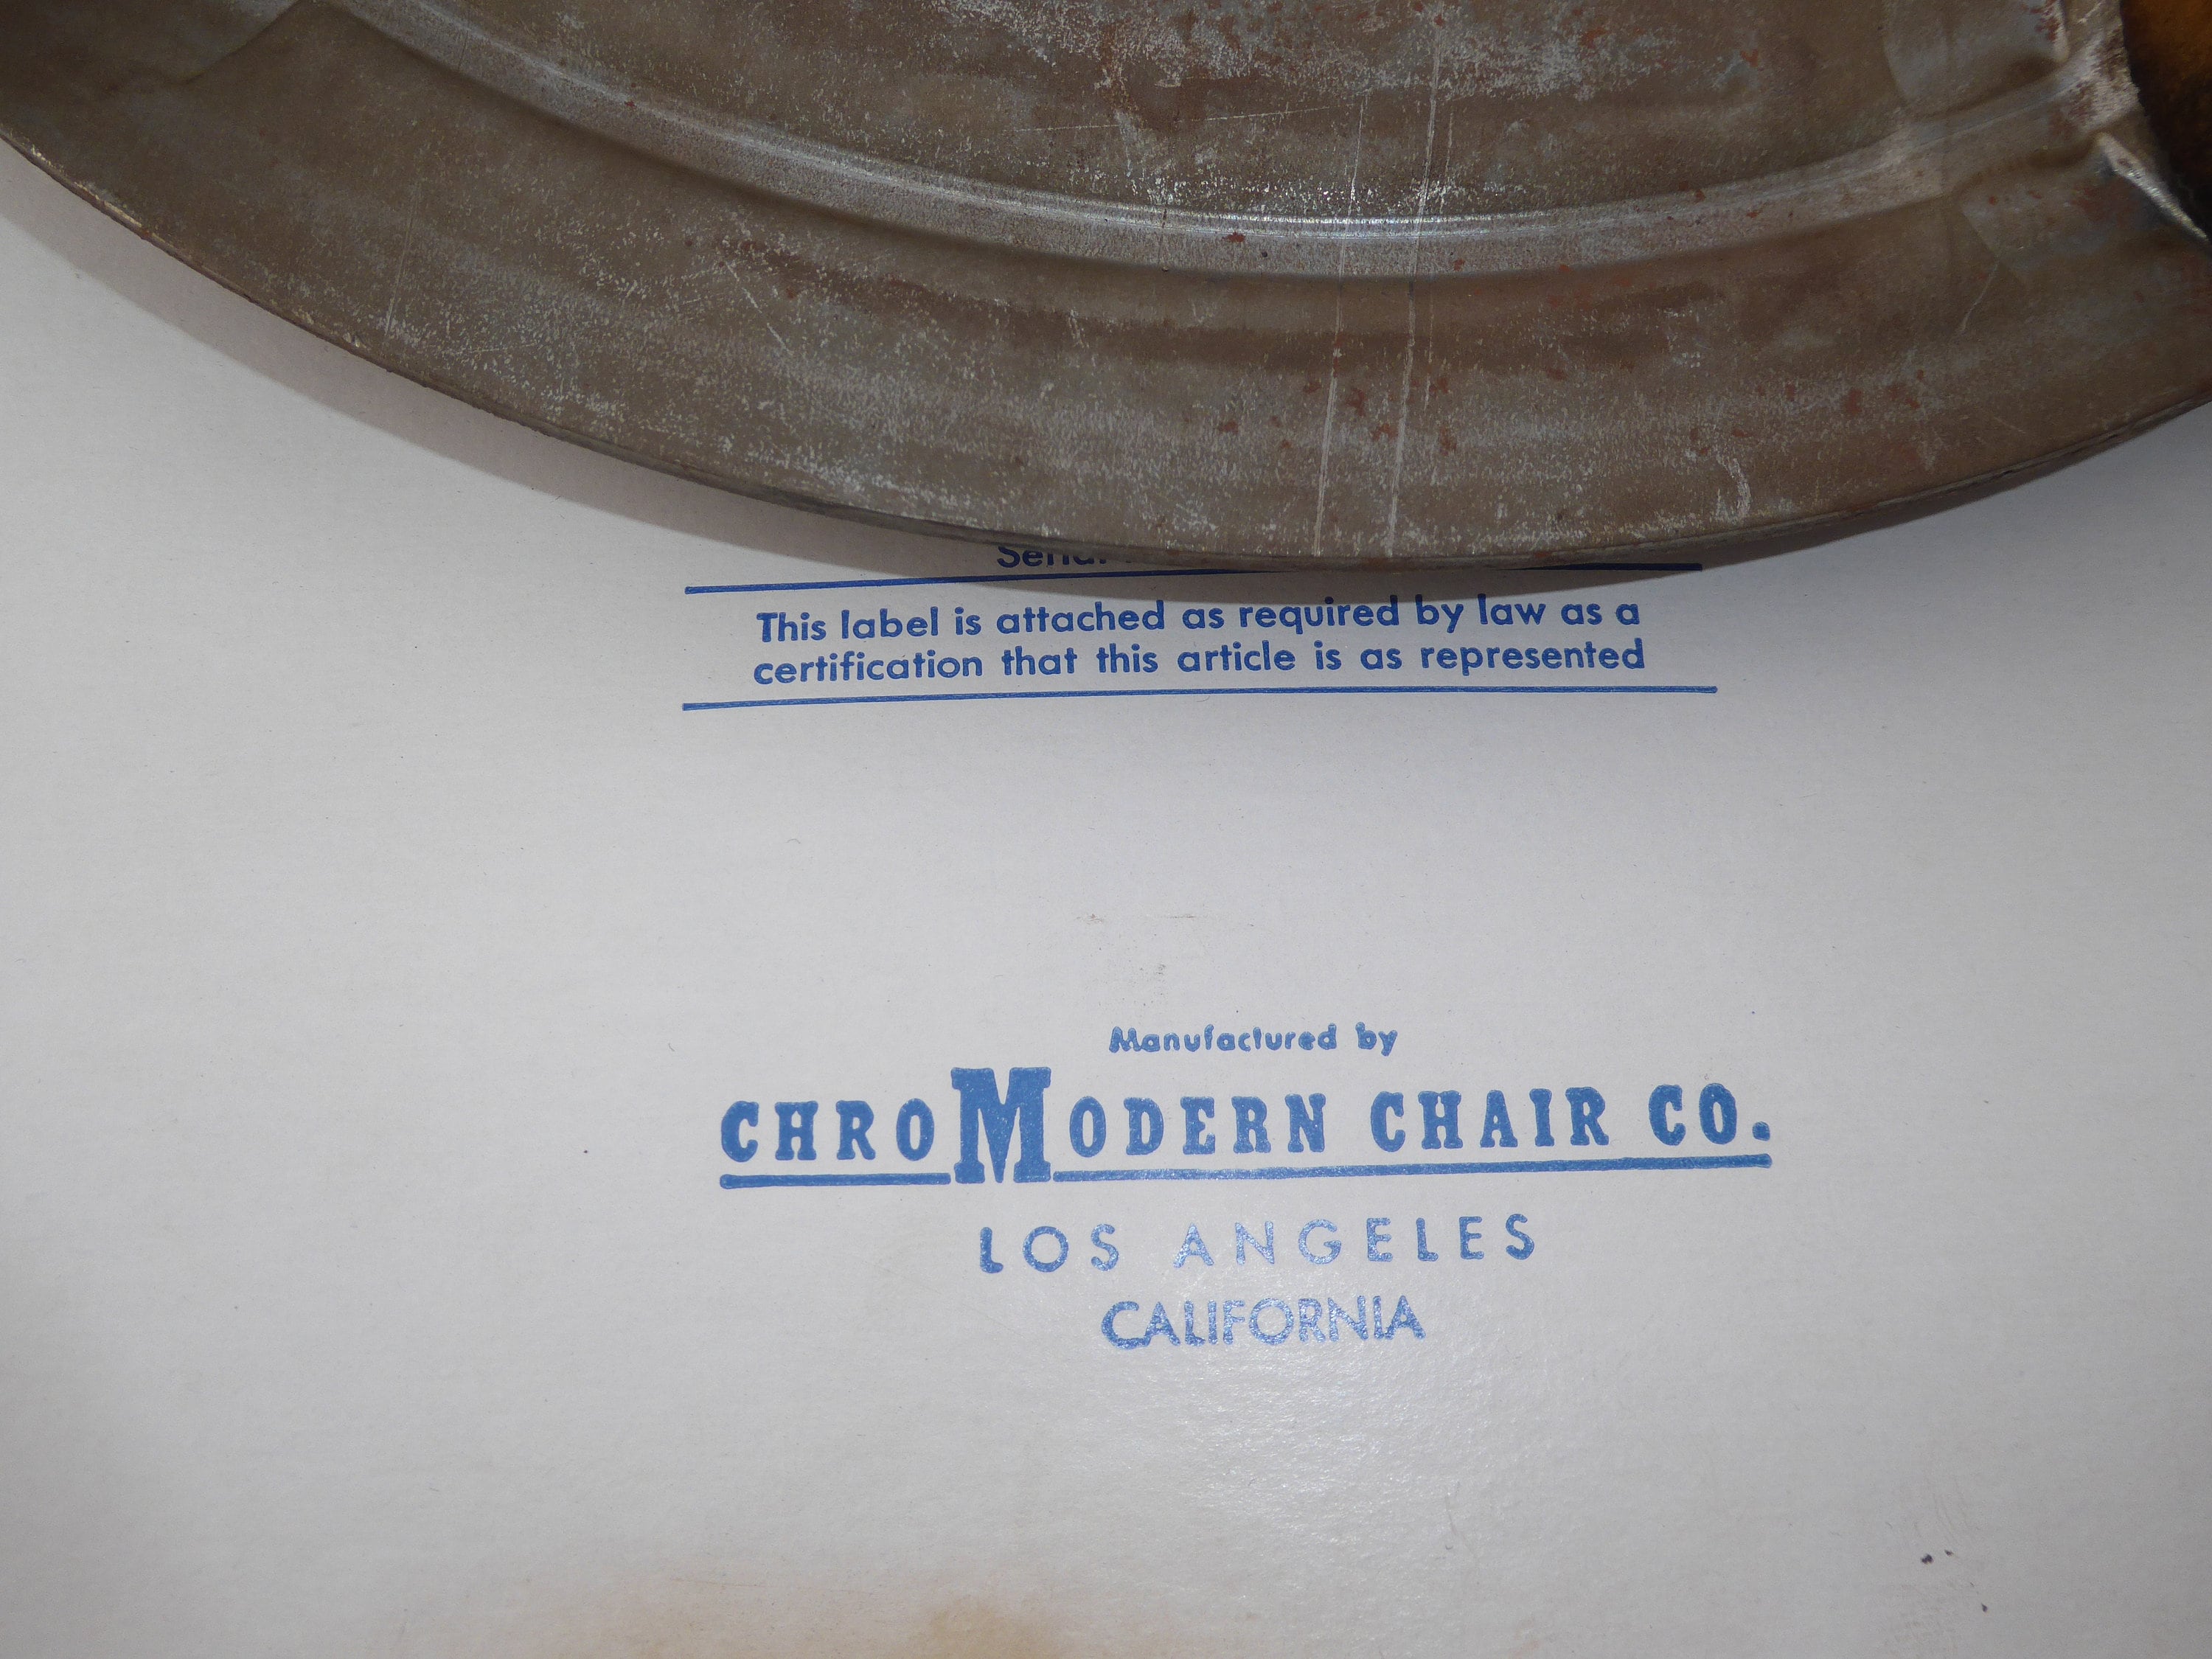 This label is attached as required by law as a
certification that this article is as represented
Manufactured by
CHROMODERN CHAIR CO.
LOS ANGELES
CALIFORNIA